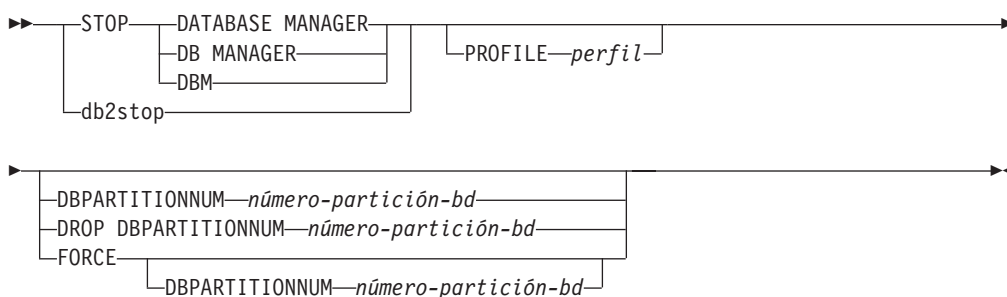 STOP DATABASE MANAGER
DB MANAGER PROFILE perfil
DBM
db2stop
DBPARTITIONNUM número-partición-bd
DROP DBPARTITIONNUM número-partición-bd
FORCE
DBPARTITIONNUM número-partición-bd